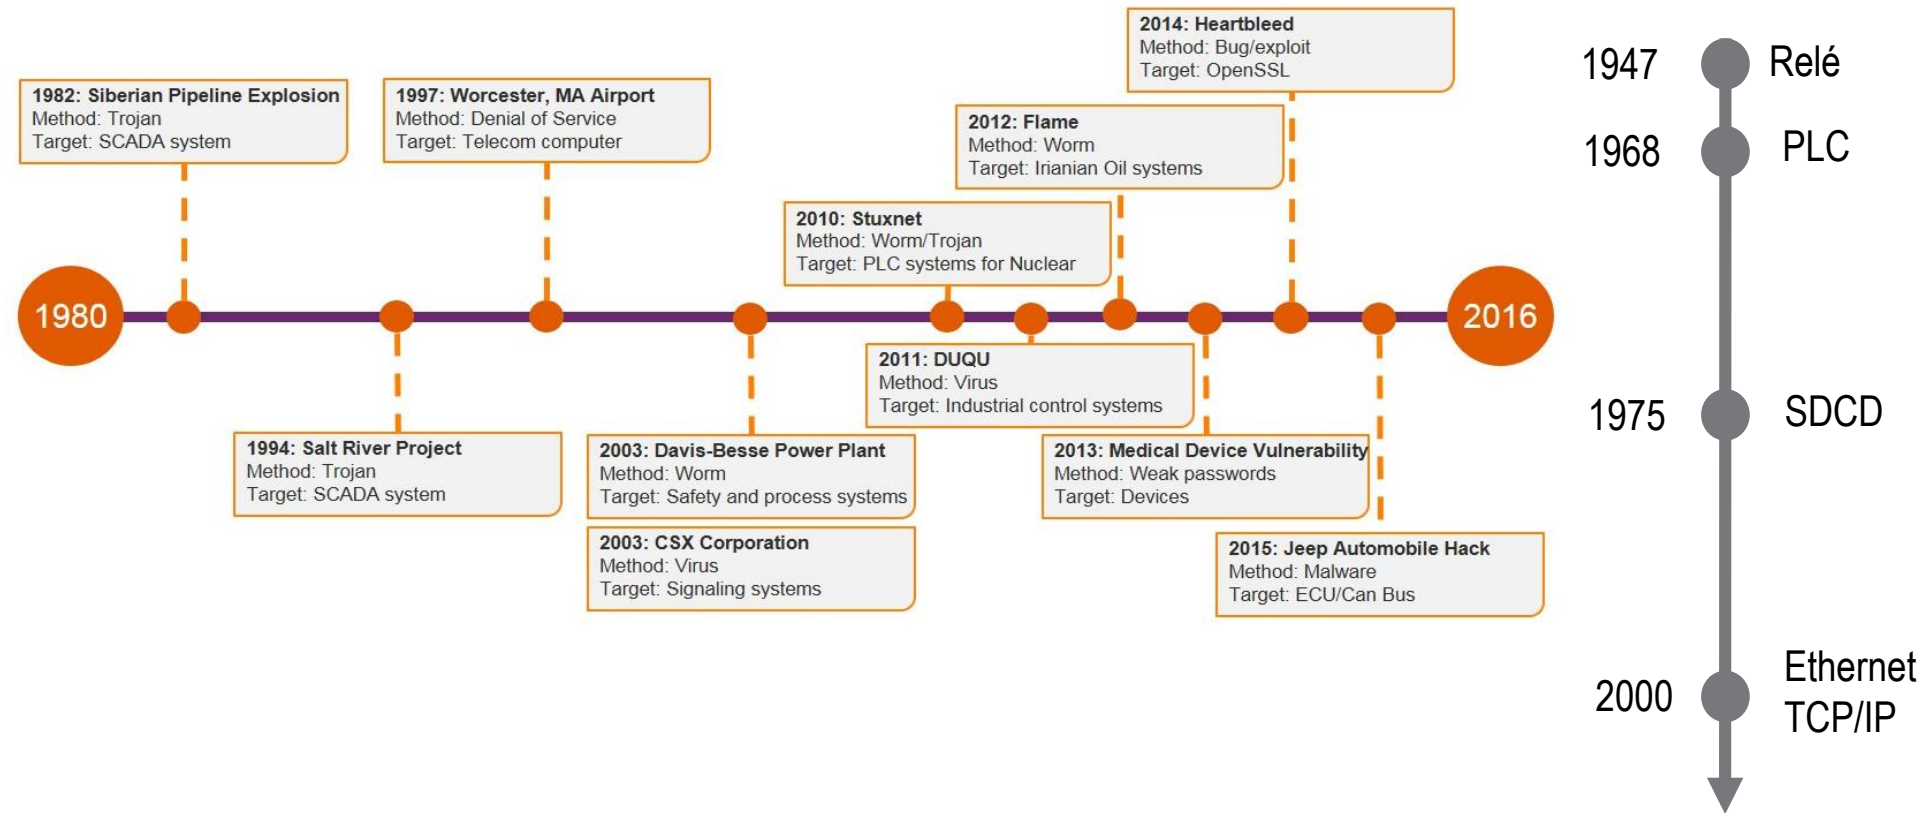 1980
1982: Siberian Pipeline Explosion
Method: Trojan
Target: SCADA system
1994: Salt River Project
Method: Trojan
Target: SCADA system
1997: Worcester, MA Airport
Method: Denial of Service
Target: Telecom computer
2003: Davis-Besse Power Plant
Method: Worm
Target: Safety and process systems
2003: CSX Corporation
Method: Virus
Target: Signaling systems
2010: Stuxnet
Method: Worm/Trojan
Target: PLC systems for Nuclear
2011: DUQU
Method: Virus
Target: Industrial control systems
2012: Flame
Method: Worm
Target: Irianian Oil systems
2013: Medical Device Vulnerability
Method: Weak passwords
Target: Devices
2014: Heartbleed
Method: Bug/exploit
Target: OpenSSL
2015: Jeep Automobile Hack
Method: Malware
Target: ECU/Can Bus
2016
1947 Relé
1968 PLC
1975 SDCD
2000 Ethernet
TCP/IP